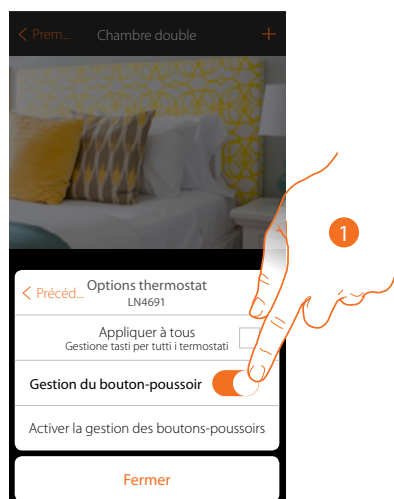 Prem...
Chambre double
+
1
Précéd...
Options thermostat
LN4691
Appliquer à tous
Gestione tasti per tutti i termostati
Gestion du bouton-poussoir
Activer la gestion des boutons-poussoirs
Fermer